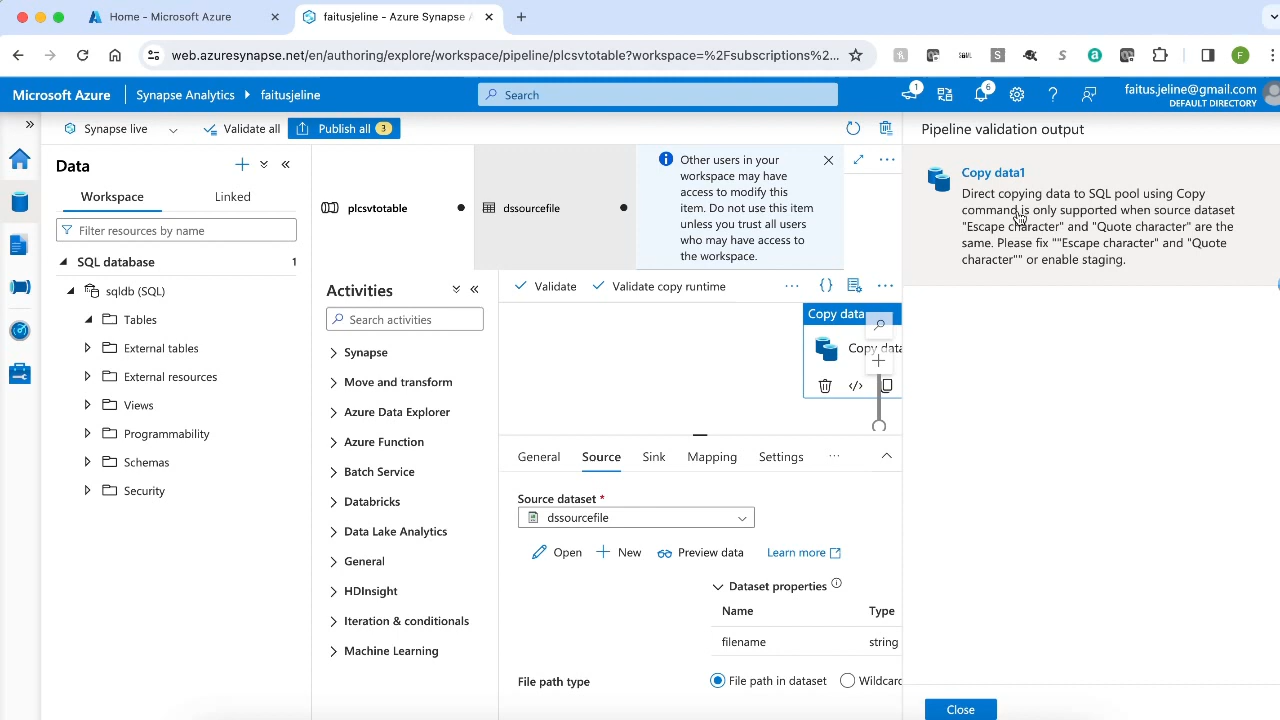 Home - Microsoft Azure
faitusjeline - Azure Synapse A
web.azuresynapse.net/en/authoring/explore/workspace/pipeline/plcsvtotable?workspace=%2Fsubscriptions%2...
F
Microsoft Azure
Synapse Analytics
faitusjeline
Search
1
6
faitus.jeline@gmail.com
DEFAULT DIRECTORY
Synapse live
Validate all
Publish all
3
Data
Workspace
Linked
Filter resources by name
SQL database
1
sqldb (SQL)
Tables
External tables
External resources
Views
Programmability
Schemas
Security
plcsvtotable
dssourcefile
Other users in your
workspace may have
access to modify this
item. Do not use this item
unless you trust all users
who may have access to
the workspace.
Activities
Search activities
Synapse
Move and transform
Azure Data Explorer
Azure Function
Batch Service
Databricks
Data Lake Analytics
General
HDInsight
Iteration & conditionals
Machine Learning
Validate
Validate copy runtime
Copy data
Copy data
General
Source
Sink
Mapping
Settings
Source dataset *
dssourcefile
Open
New
Preview data
Learn more
Dataset properties
Name
Type
filename
string
File path type
File path in dataset
Wildcard
Pipeline validation output
Copy data1
Direct copying data to SQL pool using Copy
command is only supported when source dataset
"Escape character" and "Quote character" are the
same. Please fix ""Escape character" and "Quote
character"" or enable staging.
Close